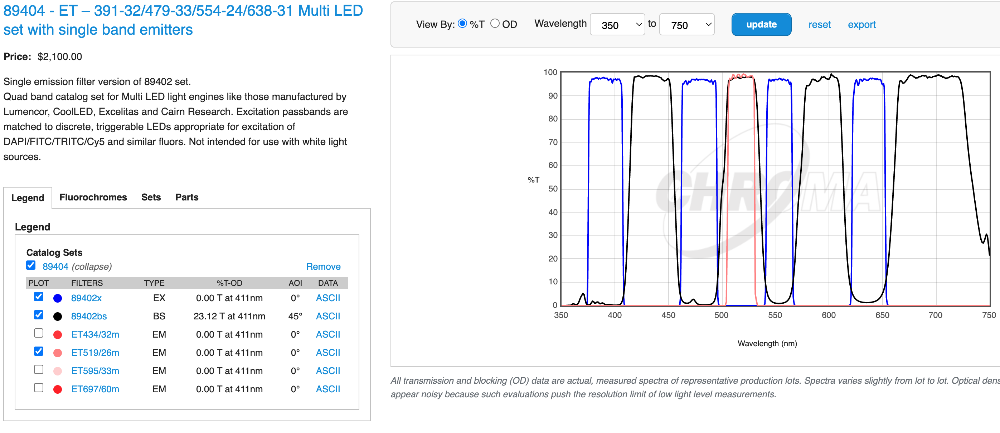 89404 - ET – 391-32/479-33/554-24/638-31 Multi LED
set with single band emitters
Price: $2,100.00
Single emission filter version of 89402 set.
Quad band catalog set for Multi LED light engines like those manufactured by
Lumencor, CoolLED, Excelitas and Cairn Research. Excitation passbands are
matched to discrete, triggerable LEDs appropriate for excitation of
DAPI/FITC/TRITC/Cy5 and similar fluors. Not intended for use with white light
sources.
Legend Fluorochromes Sets Parts
Legend
Catalog Sets
89404 (collapse) Remove
PLOT FILTERS TYPE %T-OD AOI DATA
89402x EX 0.00 T at 411nm 0° ASCII
89402bs BS 23.12 T at 411nm 45° ASCII
ET434/32m EM 0.00 T at 411nm 0° ASCII
ET519/26m EM 0.00 T at 411nm 0° ASCII
ET595/33m EM 0.00 T at 411nm 0° ASCII
ET697/60m EM 0.00 T at 411nm 0° ASCII
View By: %T OD Wavelength 350 to 750 update reset export
100
90
80
70
60
%T
50
40
30
20
10
0
CHROMA
350 400 450 500 550 600 650 700 750
Wavelength (nm)
All transmission and blocking (OD) data are actual, measured spectra of representative production lots. Spectra varies slightly from lot to lot. Optical dens
appear noisy because such evaluations push the resolution limit of low light level measurements.